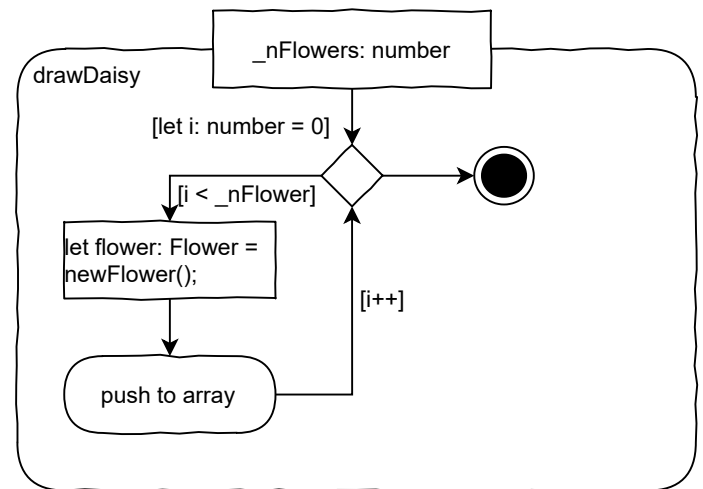 _nFlowers: number
drawDaisy
[let i: number = 0]
[i < _nFlower]
let flower: Flower =
newFlower();
[i++]
push to array